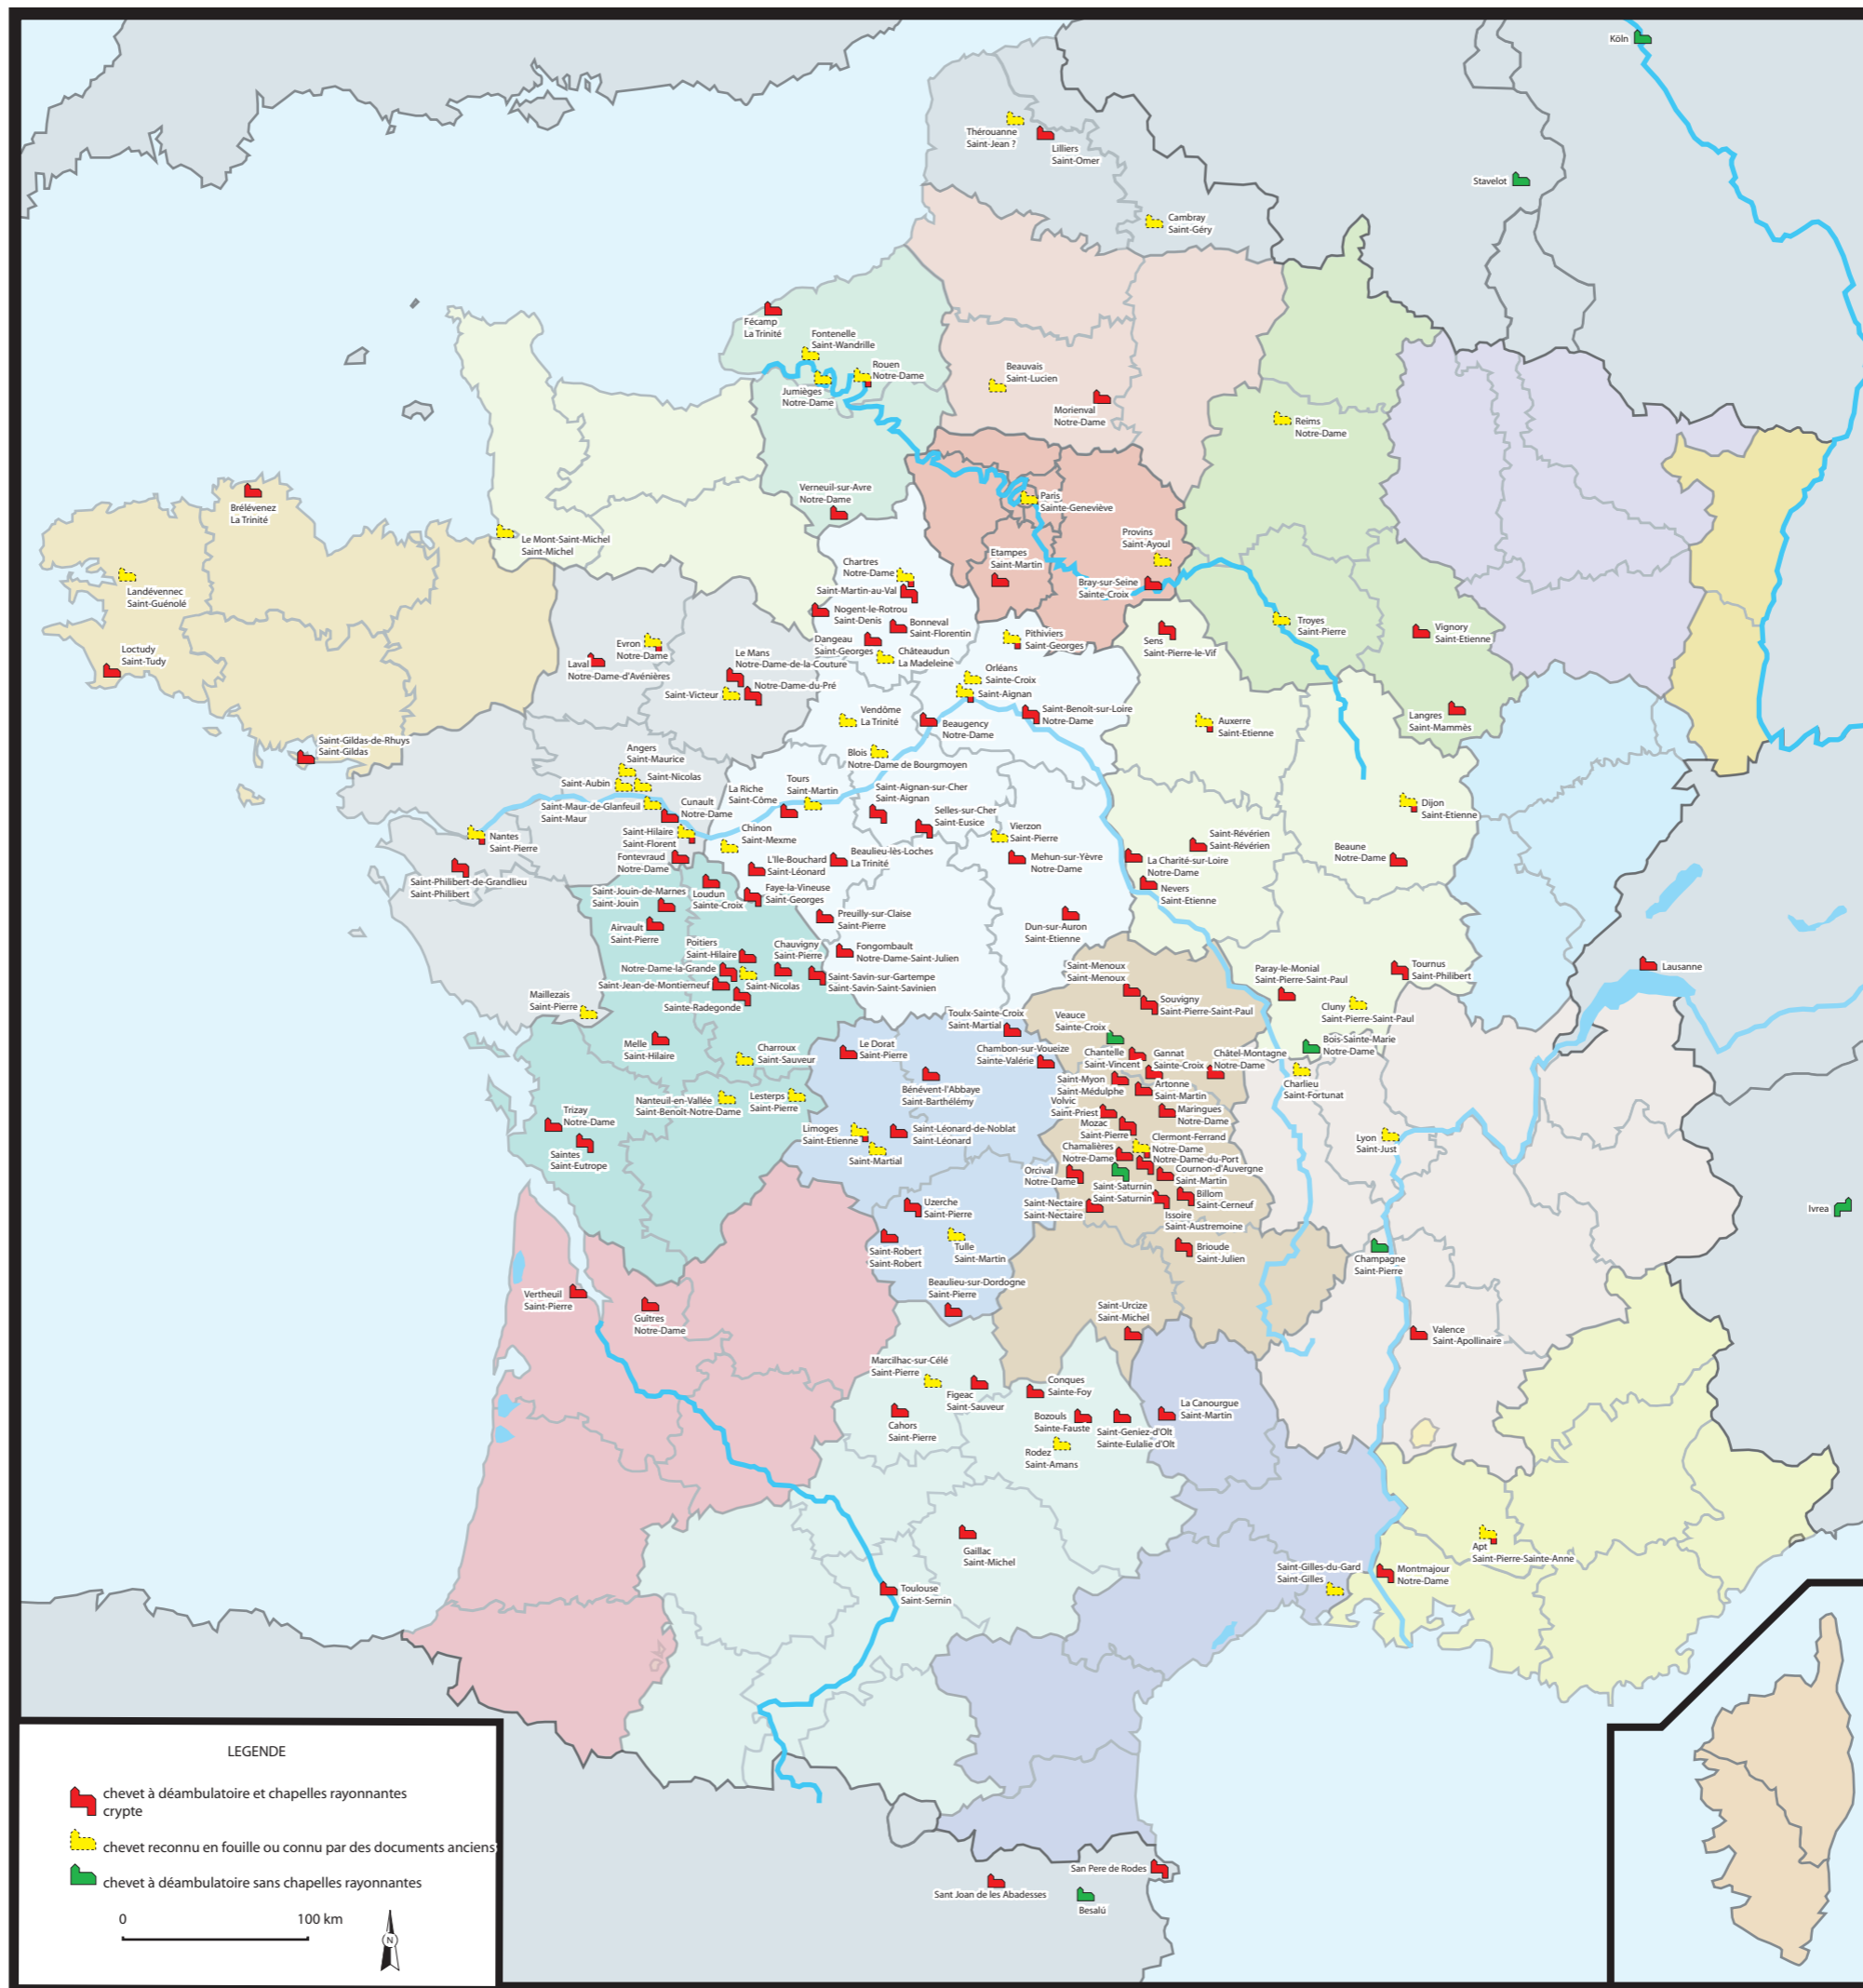 Köln
Thérouanne
Saint-Jean ?
Lilliers
Saint-Omer
Stavelot
Cambray
Saint-Géry
Fécamp
La Trinité
Fontenelle
Saint-Wandrille
Rouen
Notre-Dame
Jumièges
Notre-Dame
Beauvais
Saint-Lucien
Morienval
Notre-Dame
Reims
Notre-Dame
Brélévenez
La Trinité
Verneuil-sur-Avre
Notre-Dame
Paris
Sainte-Geneviève
Le Mont-Saint-Michel
Saint-Michel
Provins
Saint-Ayoul
Etampes
Saint-Martin
Chartres
Notre-Dame
Saint-Martin-au-Val
Bray-sur-Seine
Sainte-Croix
Landévennec
Saint-Guénolé
Nogent-le-Rotrou
Saint-Denis
Bonneval
Saint-Florentin
Dangeau
Saint-Georges
Châteaudun
La Madeleine
Pithiviers
Saint-Georges
Sens
Saint-Pierre-le-Vif
Troyes
Saint-Pierre
Vignory
Saint-Etienne
Loctudy
Saint-Tudy
Evron
Notre-Dame
Laval
Notre-Dame-d'Avénières
Le Mans
Notre-Dame-de-la-Couture
Notre-Dame-du-Pré
Saint-Victeur
Orléans
Sainte-Croix
Saint-Aignan
Saint-Benoît-sur-Loire
Notre-Dame
Vendôme
La Trinité
Beaugency
Notre-Dame
Auxerre
Saint-Etienne
Langres
Saint-Mammès
Saint-Gildas-de-Rhuys
Saint-Gildas
Angers
Saint-Maurice
Saint-Aubin
Saint-Nicolas
Blois
Notre-Dame de Bourgmoyen
Saint-Maur-de-Glanfeuil
Saint-Maur
Cunault
Notre-Dame
La Riche
Saint-Côme
Tours
Saint-Martin
Saint-Aignan-sur-Cher
Saint-Aignan
Selles-sur-Cher
Saint-Eusice
Vierzon
Saint-Pierre
Dijon
Saint-Etienne
Nantes
Saint-Pierre
Saint-Hilaire
Saint-Florent
Chinon
Saint-Mexme
Fontevraud
Notre-Dame
L'Ile-Bouchard
Saint-Léonard
Beaulieu-lès-Loches
La Trinité
Mehun-sur-Yèvre
Notre-Dame
Saint-Révérien
Saint-Révérien
La Charité-sur-Loire
Notre-Dame
Beaune
Notre-Dame
Saint-Philibert-de-Grandlieu
Saint-Philibert
Saint-Jouin-de-Marnes
Saint-Jouin
Loudun
Sainte-Croix
Faye-la-Vineuse
Saint-Georges
Nevers
Saint-Etienne
Airvault
Saint-Pierre
Preuilly-sur-Claise
Saint-Pierre
Dun-sur-Auron
Saint-Etienne
Poitiers
Saint-Hilaire
Notre-Dame-la-Grande
Saint-Jean-de-Montierneuf
Saint-Nicolas
Sainte-Radegonde
Chauvigny
Saint-Pierre
Fongombault
Notre-Dame-Saint-Julien
Saint-Savin-sur-Gartempe
Saint-Savin-Saint-Savinien
Maillezais
Saint-Pierre
Saint-Menoux
Saint-Menoux
Souvigny
Saint-Pierre-Saint-Paul
Paray-le-Monial
Saint-Pierre-Saint-Paul
Tournus
Saint-Philibert
Cluny
Saint-Pierre-Saint-Paul
Lausanne
Toulx-Sainte-Croix
Saint-Martial
Veauce
Sainte-Croix
Bois-Sainte-Marie
Notre-Dame
Melle
Saint-Hilaire
Charroux
Saint-Sauveur
Le Dorat
Saint-Pierre
Chambon-sur-Voueize
Sainte-Valérie
Chantelle
Saint-Vincent
Gannat
Sainte-Croix
Châtel-Montagne
Notre-Dame
Charlieu
Saint-Fortunat
Nanteuil-en-Vallée
Saint-Benoît-Notre-Dame
Lesterps
Saint-Pierre
Bénévent-l'Abbaye
Saint-Barthélémy
Saint-Myon
Saint-Médulphe
Artonne
Saint-Martin
Volvic
Saint-Priest
Maringues
Notre-Dame
Trizay
Notre-Dame
Saintes
Saint-Eutrope
Limoges
Saint-Etienne
Saint-Martial
Saint-Léonard-de-Noblat
Saint-Léonard
Mozac
Saint-Pierre
Clermont-Ferrand
Notre-Dame
Notre-Dame-du-Port
Chamalières
Notre-Dame
Lyon
Saint-Just
Orcival
Notre-Dame
Saint-Saturnin
Saint-Saturnin
Cournon-d'Auvergne
Saint-Martin
Billom
Saint-Cerneuf
Saint-Nectaire
Saint-Nectaire
Issoire
Saint-Austremoine
Ivrea
Uzerche
Saint-Pierre
Saint-Robert
Saint-Robert
Tulle
Saint-Martin
Brioude
Saint-Julien
Champagne
Saint-Pierre
Vertheuil
Saint-Pierre
Guitres
Notre-Dame
Beaulieu-sur-Dordogne
Saint-Pierre
Saint-Urcize
Saint-Michel
Valence
Saint-Apollinaire
Marcilhac-sur-Célé
Saint-Pierre
Figeac
Saint-Sauveur
Conques
Sainte-Foy
Cahors
Saint-Pierre
Bozouls
Sainte-Fauste
Saint-Geniez-d'Olt
Sainte-Eulalie d'Olt
La Canourgue
Saint-Martin
Rodez
Saint-Amans
Gaillac
Saint-Michel
Apt
Saint-Pierre-Sainte-Anne
Toulouse
Saint-Sernin
Saint-Gilles-du-Gard
Saint-Gilles
Montmajour
Notre-Dame
San Pere de Rodes
Sant Joan de les Abadesses
Besalú
LEGENDE
chevet à déambulatoire et chapelles rayonnantes
crypte
chevet reconnu en fouille ou connu par des documents anciens
chevet à déambulatoire sans chapelles rayonnantes
0 100 km
N